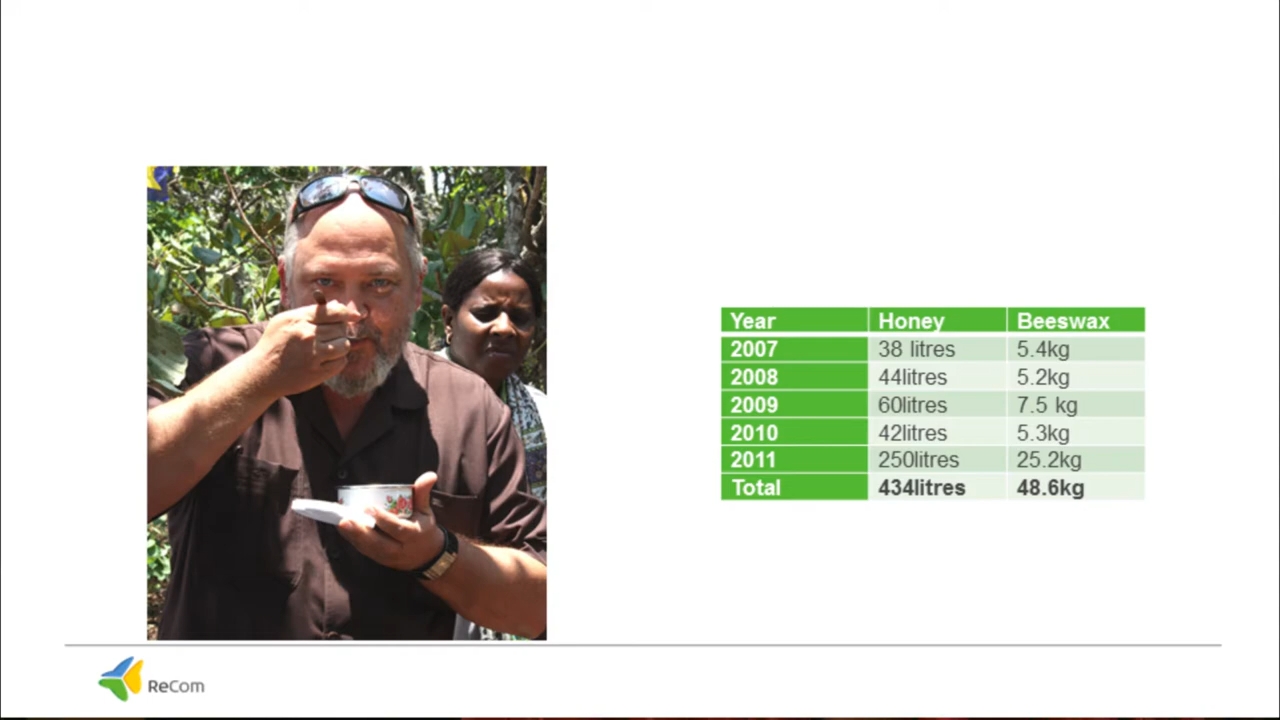 Year Honey Beeswax
2007 38 litres 5.4kg
2008 44litres 5.2kg
2009 60litres 7.5 kg
2010 42litres 5.3kg
2011 250litres 25.2kg
Total 434litres 48.6kg
ReCom